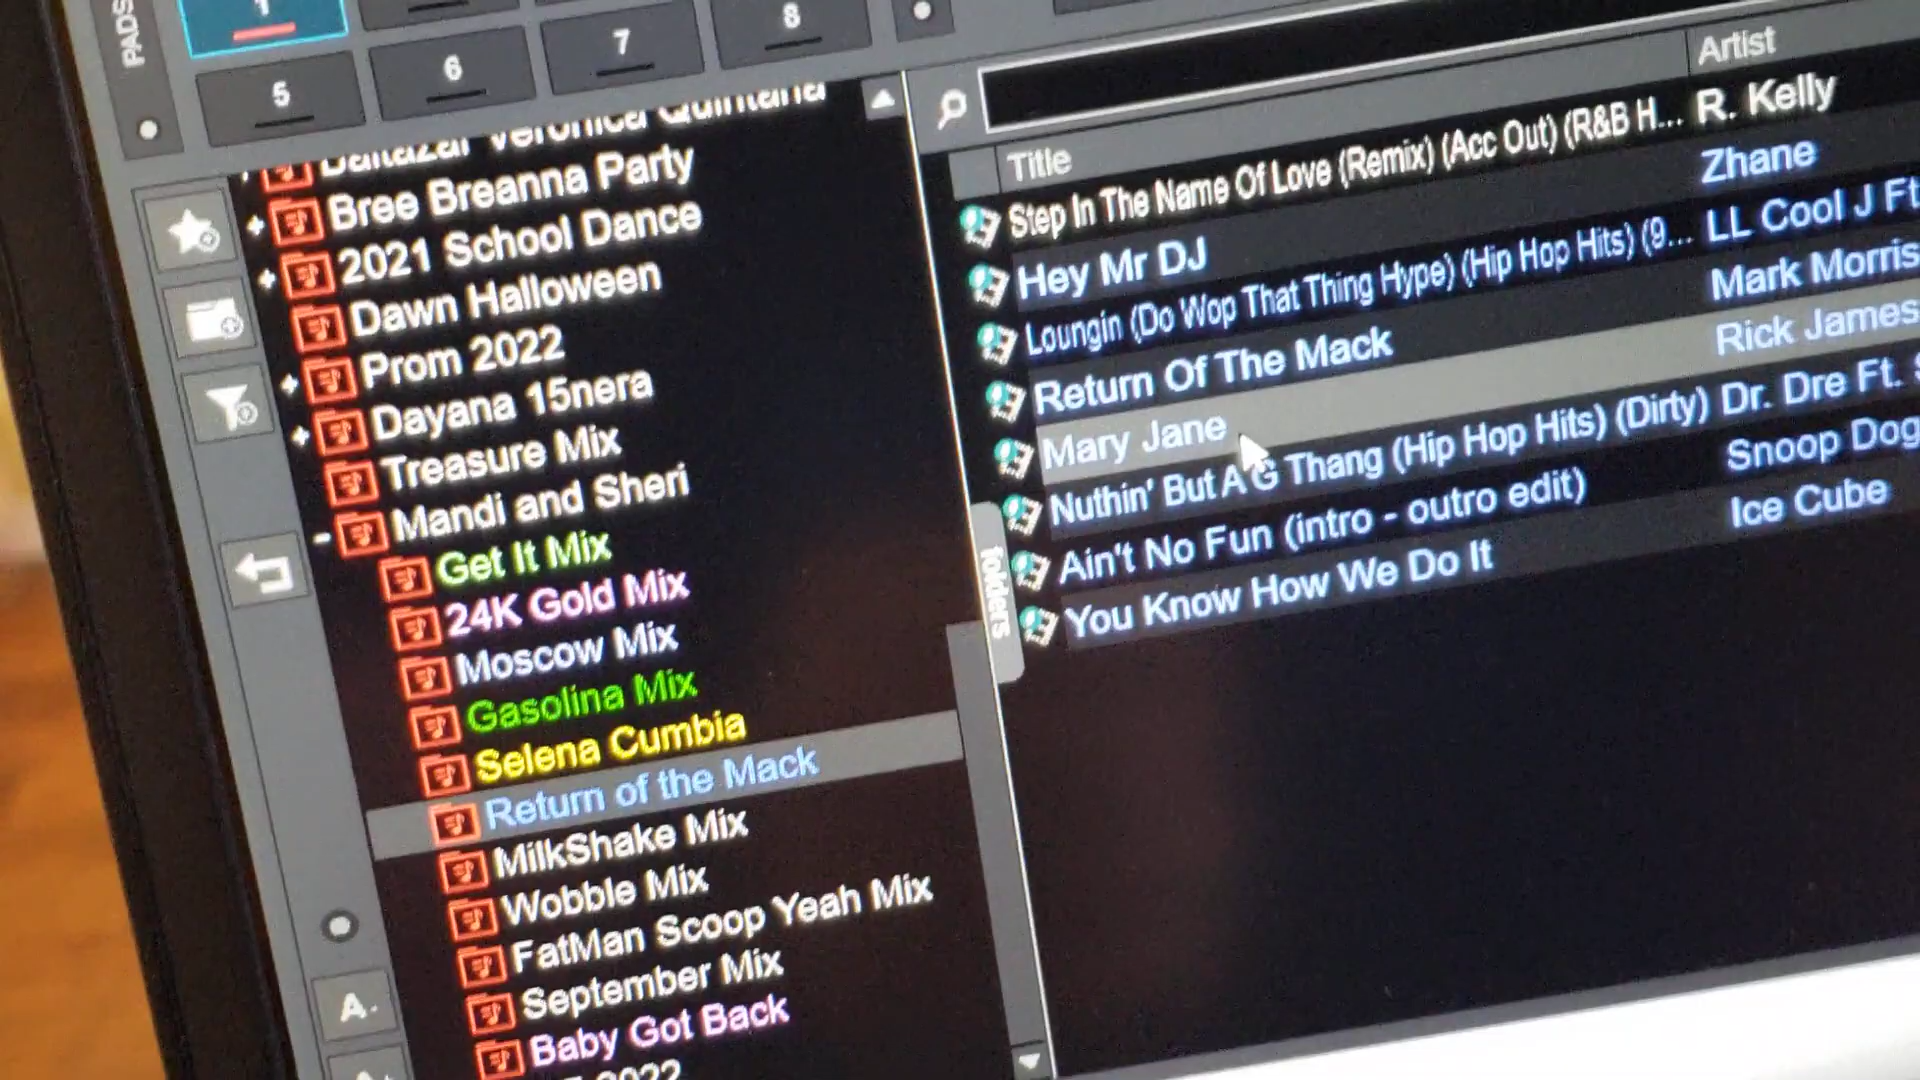 PADS
1
5
6
7
8
Baltazar Veronica Quintana
Bree Breanna Party
2021 School Dance
Dawn Halloween
Prom 2022
Dayana 15nera
Treasure Mix
Mandi and Sheri
Get It Mix
24K Gold Mix
Moscow Mix
Gasolina Mix
Selena Cumbia
Return of the Mack
MilkShake Mix
Wobble Mix
FatMan Scoop Yeah Mix
September Mix
Baby Got Back
2022
A
folders
Title
Artist
Step In The Name Of Love (Remix) (Acc Out) (R&B H... R. Kelly
Hey Mr DJ Zhane
Loungin (Do Wop That Thing Hype) (Hip Hop Hits) (9... LL Cool J Ft
Return Of The Mack Mark Morris
Mary Jane Rick James
Nuthin' But A G Thang (Hip Hop Hits) (Dirty) Dr. Dre Ft. S
Ain't No Fun (intro - outro edit) Snoop Dog
You Know How We Do It Ice Cube